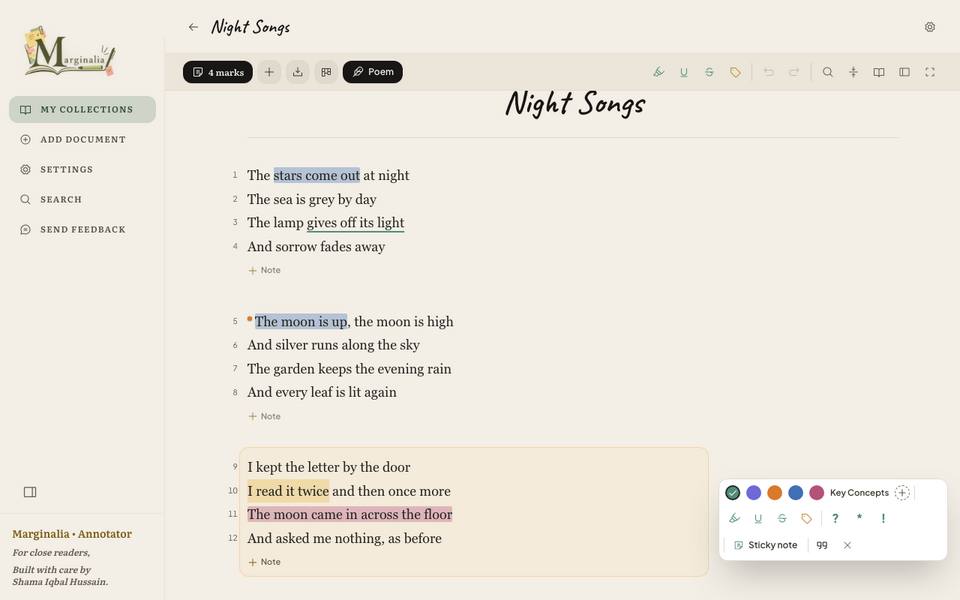 Marginalia
MY COLLECTIONS
ADD DOCUMENT
SETTINGS
SEARCH
SEND FEEDBACK
Marginalia • Annotator
For close readers,
Built with care by
Shama Iqbal Hussain.
← Night Songs
4 marks
Poem
Night Songs
1 The stars come out at night
2 The sea is grey by day
3 The lamp gives off its light
4 And sorrow fades away
+ Note
5 The moon is up, the moon is high
6 And silver runs along the sky
7 The garden keeps the evening rain
8 And every leaf is lit again
+ Note
9 I kept the letter by the door
10 I read it twice and then once more
11 The moon came in across the floor
12 And asked me nothing, as before
+ Note
Key Concepts
? * !
Sticky note